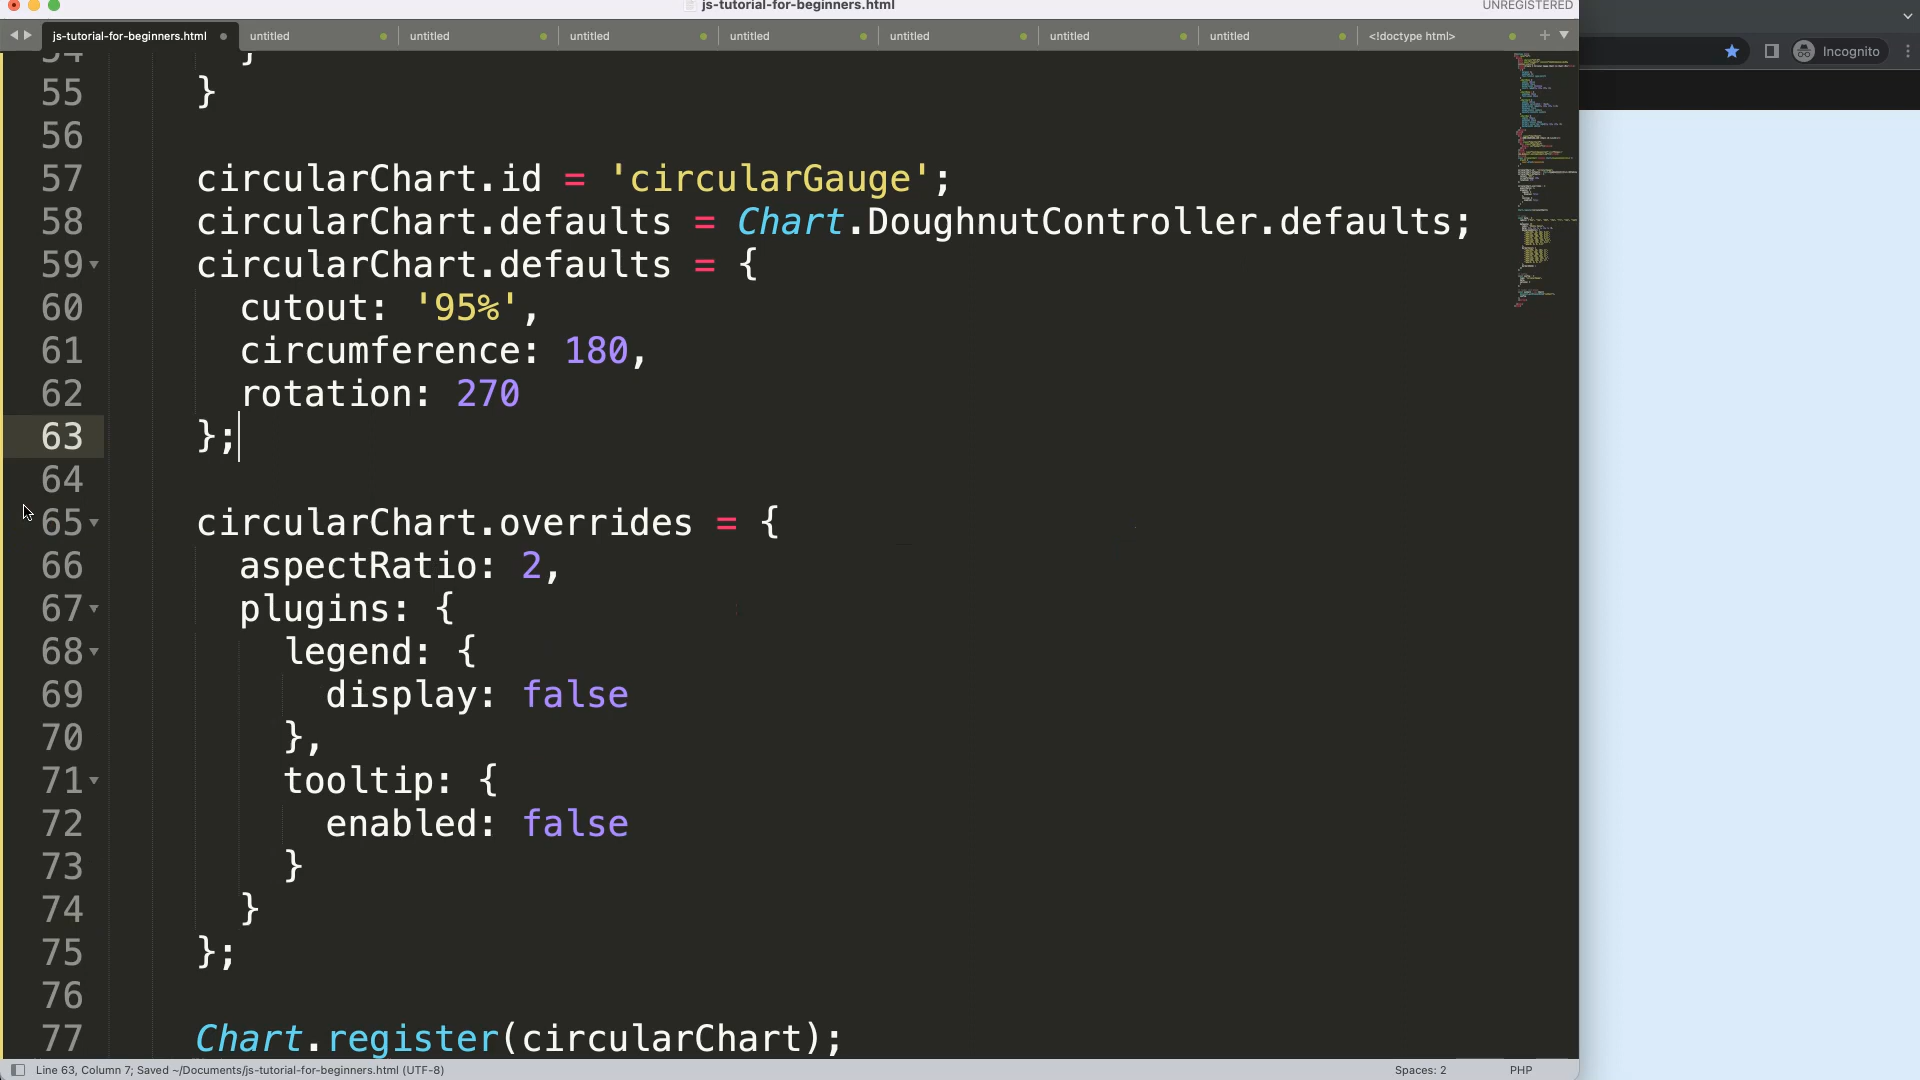 js-tutorial-for-beginners.html
UNREGISTERED
js-tutorial-for-beginners.html untitled untitled untitled untitled untitled untitled untitled <!doctype html>
Incognito
54 }
55 }
56
57 circularChart.id = 'circularGauge';
58 circularChart.defaults = Chart.DoughnutController.defaults;
59 circularChart.defaults = {
60 cutout: '95%',
61 circumference: 180,
62 rotation: 270
63 };
64
65 circularChart.overrides = {
66 aspectRatio: 2,
67 plugins: {
68 legend: {
69 display: false
70 },
71 tooltip: {
72 enabled: false
73 }
74 }
75 };
76
77 Chart.register(circularChart);
Line 63, Column 7; Saved ~/Documents/js-tutorial-for-beginners.html (UTF-8)
Spaces: 2
PHP